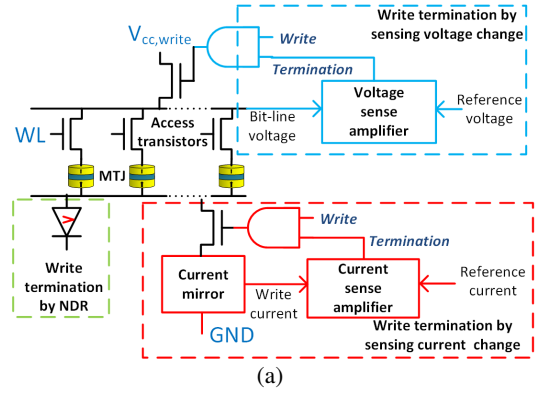 Write termination by
sensing voltage change
Vcc,write
Write
Termination
Voltage
sense
amplifier
Bit-line
voltage
Reference
voltage
WL
Access
transistors
MTJ
Write
termination
by NDR
Write
Termination
Current
mirror
Write
current
Current
sense
amplifier
Reference
current
GND
Write termination by
sensing current change
(a)